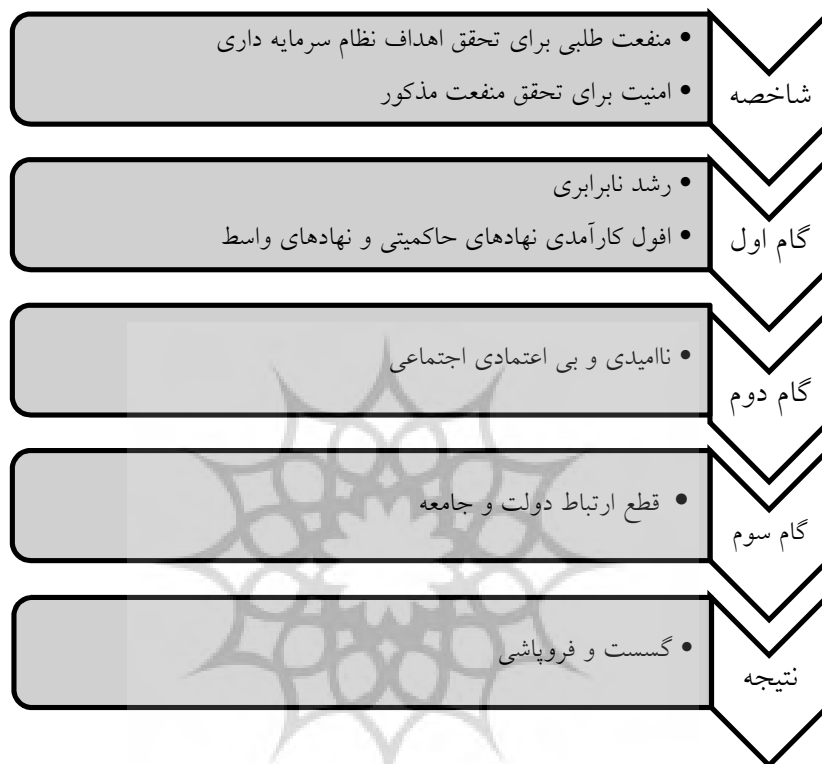 شاخصه
• منفعت طلبی برای تحقق اهداف نظام سرمایه داری
• امنیت برای تحقق منفعت مذکور
گام اول
• رشد نابرابری
• افول کارآمدی نهادهای حاکمیتی و نهادهای واسط
گام دوم
• ناامیدی و بی اعتمادی اجتماعی
گام سوم
• قطع ارتباط دولت و جامعه
نتیجه
• گسست و فروپاشی